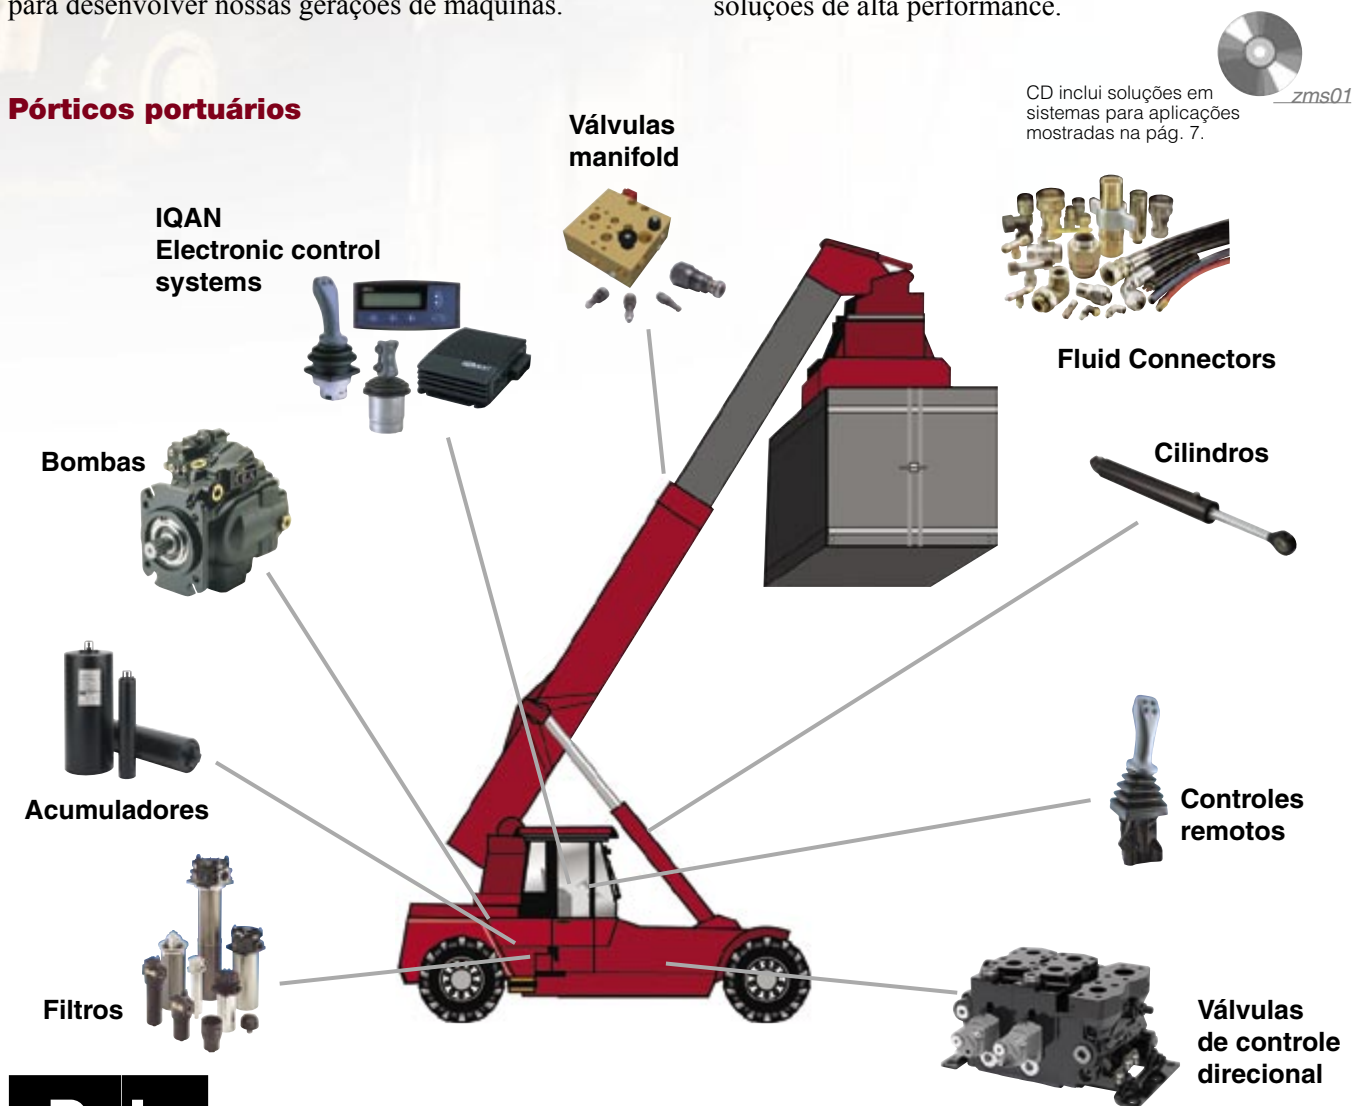 para desenvolver nossas gerações de máquinas.
soluções de alta performance.
zms01
CD inclui soluções em
sistemas para aplicações
mostradas na pág. 7.
Pórticos portuários
Válvulas
manifold
IQAN
Electronic control
systems
Fluid Connectors
Bombas
Cilindros
Acumuladores
Controles
remotos
Filtros
Válvulas
de controle
direcional